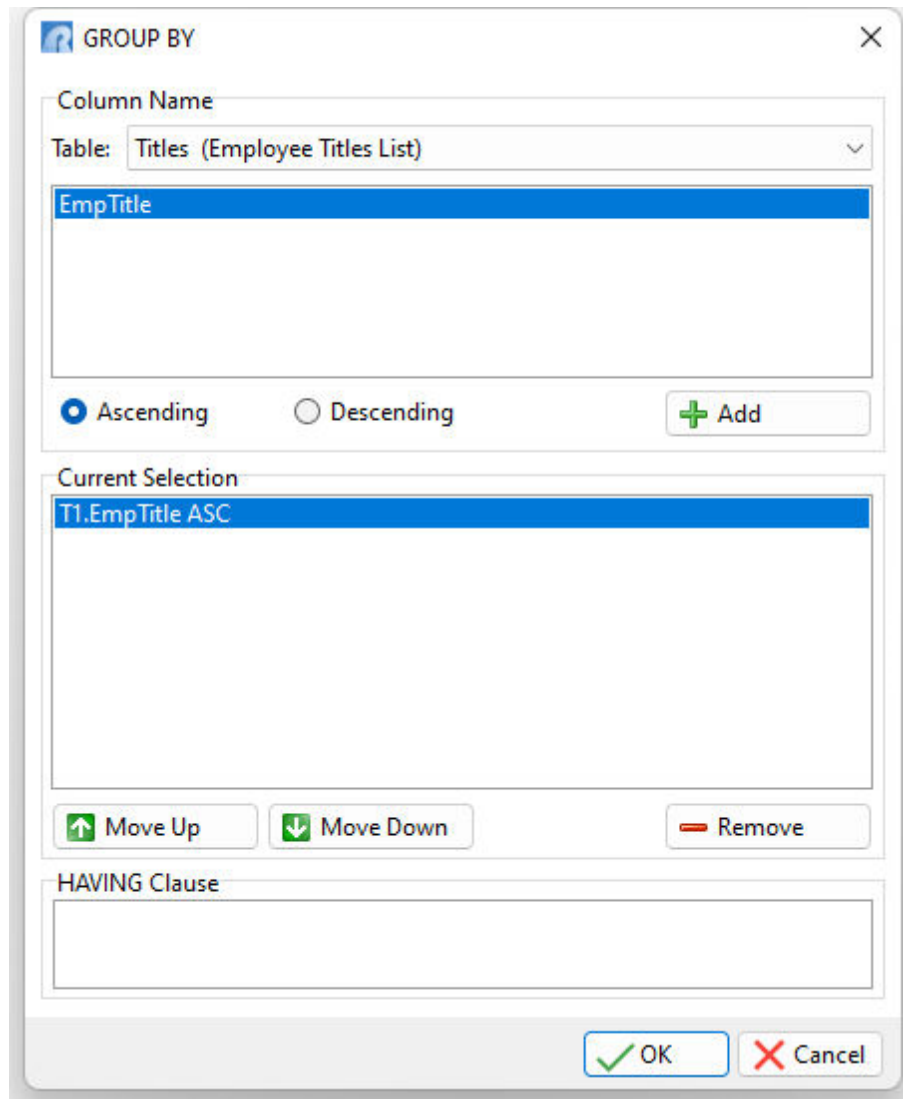 GROUP BY
Column Name
Table: Titles (Employee Titles List)
EmpTitle
Ascending Descending Add
Current Selection
T1.EmpTitle ASC
Move Up Move Down Remove
HAVING Clause
OK Cancel